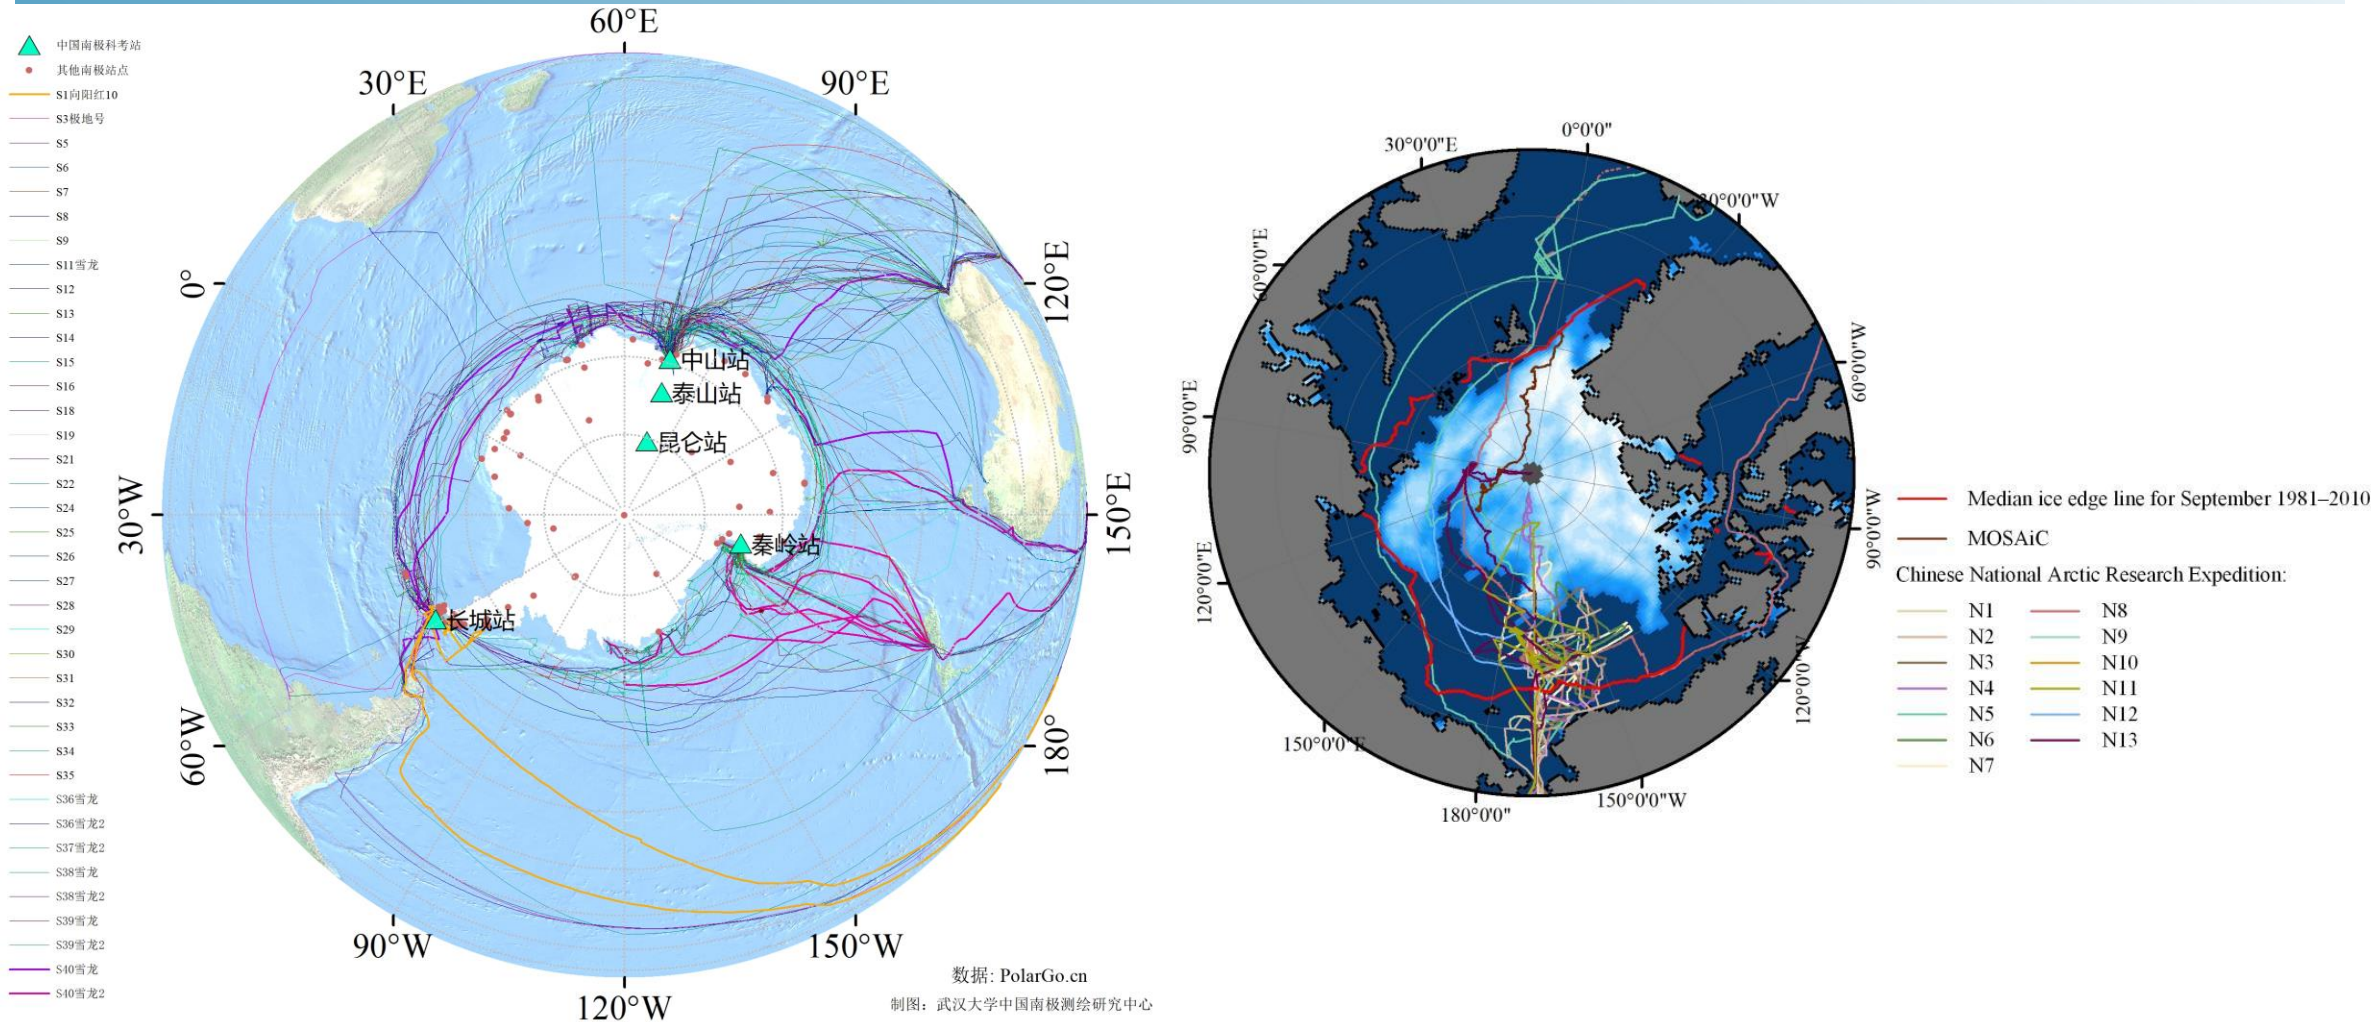 中国南极科考站
其他南极站点
S1向阳红10
S3极地号
S5
S6
S7
S8
S9
S11雪龙
S12
S13
S14
S15
S16
S18
S19
S21
S22
S24
S25
S26
S27
S28
S29
S30
S31
S32
S33
S34
S35
S36雪龙
S36雪龙2
S37雪龙2
S38雪龙
S38雪龙2
S39雪龙
S39雪龙2
S40雪龙
S40雪龙2
60°E
30°E
90°E
0°
120°E
30°W
150°E
60°W
180°
90°W
150°W
120°W
中山站
泰山站
昆仑站
秦岭站
长城站
数据: PolarGo.cn
制图：武汉大学中国南极测绘研究中心
0°0'0"
30°0'0"E
30°0'0"W
60°0'0"E
60°0'0"W
90°0'0"E
90°0'0"W
120°0'0"E
120°0'0"W
150°0'0"E
150°0'0"W
180°0'0"
Median ice edge line for September 1981–2010
MOSAiC
Chinese National Arctic Research Expedition:
N1 N8
N2 N9
N3 N10
N4 N11
N5 N12
N6 N13
N7